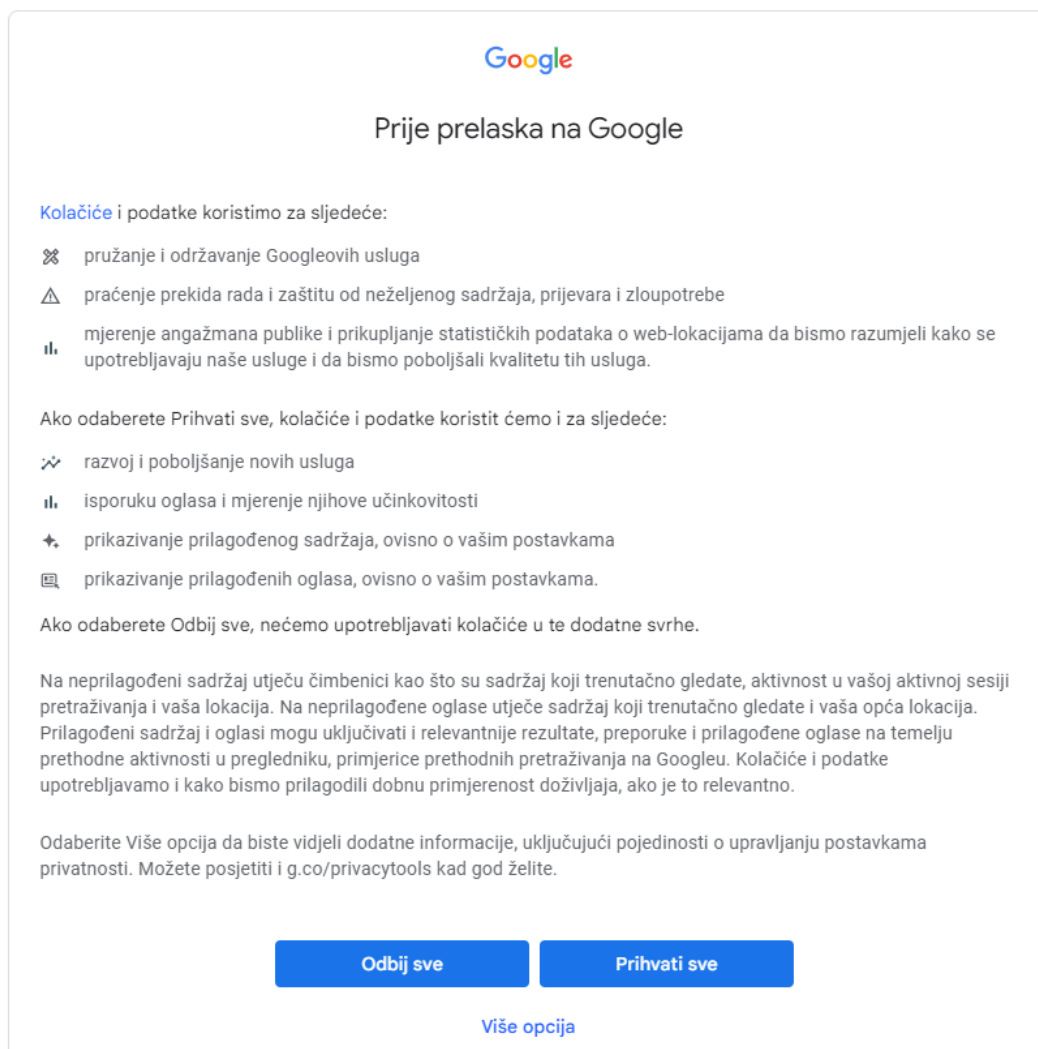 Google
Prije prelaska na Google
Kolačiće i podatke koristimo za sljedeće:
pružanje i održavanje Googleovih usluga
praćenje prekida rada i zaštitu od neželjenog sadržaja, prijevara i zloupotrebe
mjerenje angažmana publike i prikupljanje statističkih podataka o web-lokacijama da bismo razumjeli kako se
upotrebljavaju naše usluge i da bismo poboljšali kvalitetu tih usluga.
Ako odaberete Prihvati sve, kolačiće i podatke koristit ćemo i za sljedeće:
razvoj i poboljšanje novih usluga
isporuku oglasa i mjerenje njihove učinkovitosti
prikazivanje prilagođenog sadržaja, ovisno o vašim postavkama
prikazivanje prilagođenih oglasa, ovisno o vašim postavkama.
Ako odaberete Odbij sve, nećemo upotrebljavati kolačiće u te dodatne svrhe.
Na neprilagođeni sadržaj utječu čimbenici kao što su sadržaj koji trenutačno gledate, aktivnost u vašoj aktivnoj sesiji
pretraživanja i vaša lokacija. Na neprilagođene oglase utječe sadržaj koji trenutačno gledate i vaša opća lokacija.
Prilagođeni sadržaj i oglasi mogu uključivati i relevantnije rezultate, preporuke i prilagođene oglase na temelju
prethodne aktivnosti u pregledniku, primjerice prethodnih pretraživanja na Googleu. Kolačiće i podatke
upotrebljavamo i kako bismo prilagodili dobnu primjerenost doživljaja, ako je to relevantno.
Odaberite Više opcija da biste vidjeli dodatne informacije, uključujući pojedinosti o upravljanju postavkama
privatnosti. Možete posjetiti i g.co/privacytools kad god želite.
Odbij sve
Prihvati sve
Više opcija